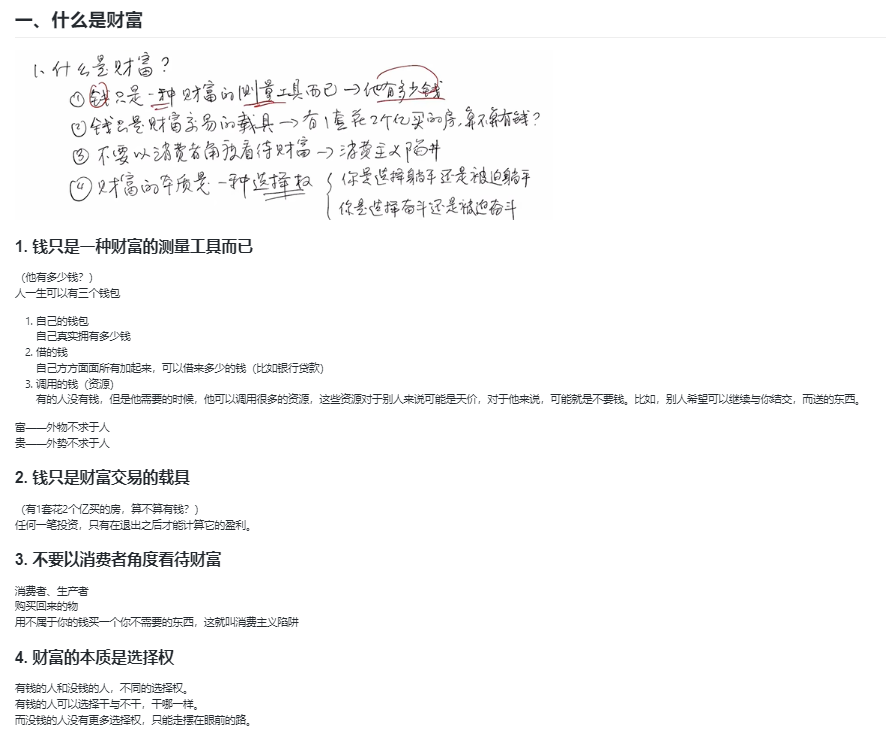 一、什么是财富
1. 什么是财富?
① 钱只是一种财富的测量工具而已→他有多少钱
② 钱只是财富交易的载具→有1套花2个亿买的房,算不算有钱?
③ 不要以消费者角度看待财富→消费主义陷阱
④ 财富的本质是一种选择权 { 你是选择躺平还是被迫躺平
你是选择奋斗还是被迫奋斗
1. 钱只是一种财富的测量工具而已
（他有多少钱？）
人一生可以有三个钱包
1. 自己的钱包
自己真实拥有多少钱
2. 借的钱
自己方方面面所有加起来，可以借来多少的钱（比如银行贷款）
3. 调用的钱（资源）
有的人没有钱，但是他需要的时候，他可以调用很多的资源，这些资源对于别人来说可能是天价，对于他来说，可能就是不要钱。比如，别人希望可以继续与你结交，而送的东西。
富——外物不求于人
贵——外势不求于人
2. 钱只是财富交易的载具
（有1套花2个亿买的房，算不算有钱？）
任何一笔投资，只有在退出之后才能计算它的盈利。
3. 不要以消费者角度看待财富
消费者、生产者
购买回来的物
用不属于你的钱买一个你不需要的东西，这就叫消费主义陷阱
4. 财富的本质是选择权
有钱的人和没钱的人，不同的选择权。
有钱的人可以选择干与不干，干哪一样。
而没钱的人没有更多选择权，只能走摆在眼前的路。